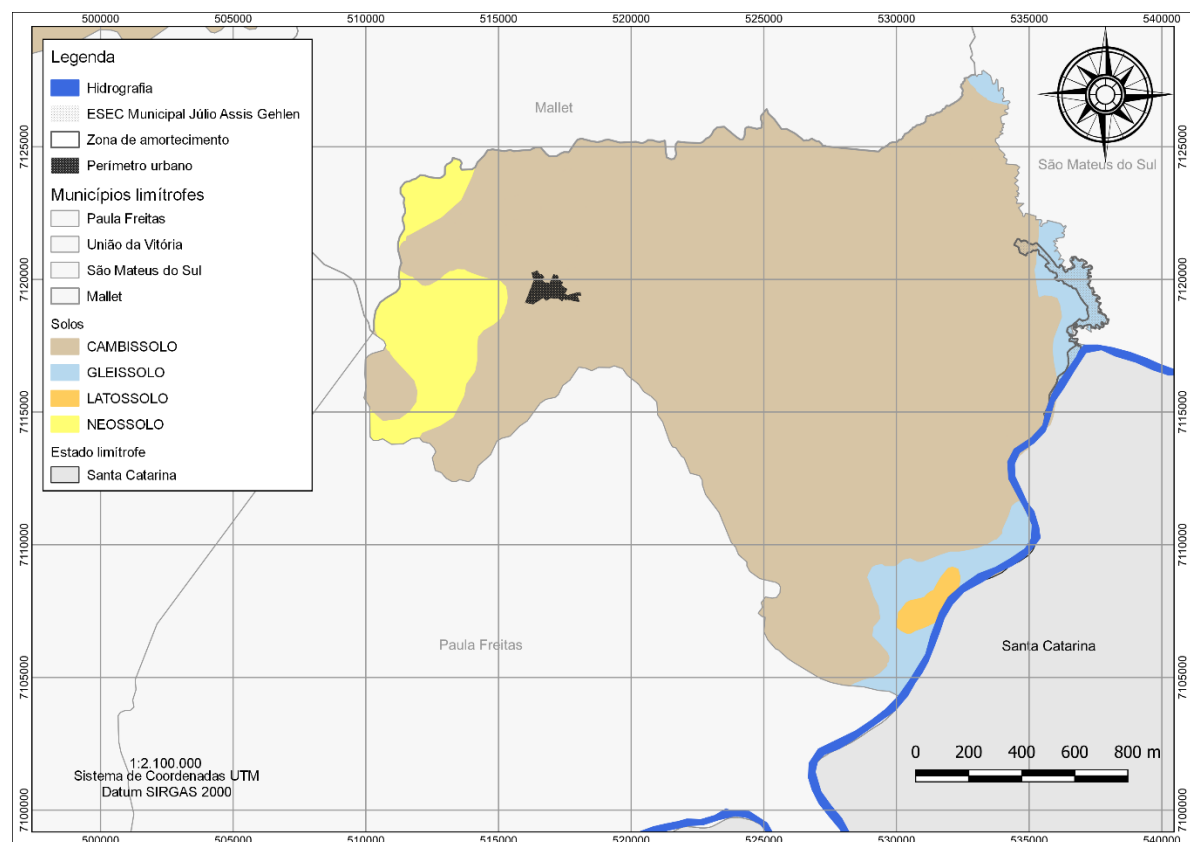 500000 505000 510000 515000 520000 525000 530000 535000 540000
Legenda
Hidrografia
ESEC Municipal Júlio Assis Gehlen
Zona de amortecimento
Perímetro urbano
Municípios limítrofes
Paula Freitas
União da Vitória
São Mateus do Sul
Mallet
Solos
CAMBISSOLO
GLEISSOLO
LATOSSOLO
NEOSSOLO
Estado limítrofe
Santa Catarina
Mallet
São Mateus do Sul
Paula Freitas
Santa Catarina
7125000
7120000
7115000
7110000
7105000
7100000
7125000
7120000
7115000
7110000
7105000
7100000
1:2.100.000
Sistema de Coordenadas UTM
Datum SIRGAS 2000
0 200 400 600 800 m
500000 505000 510000 515000 520000 525000 530000 535000 540000